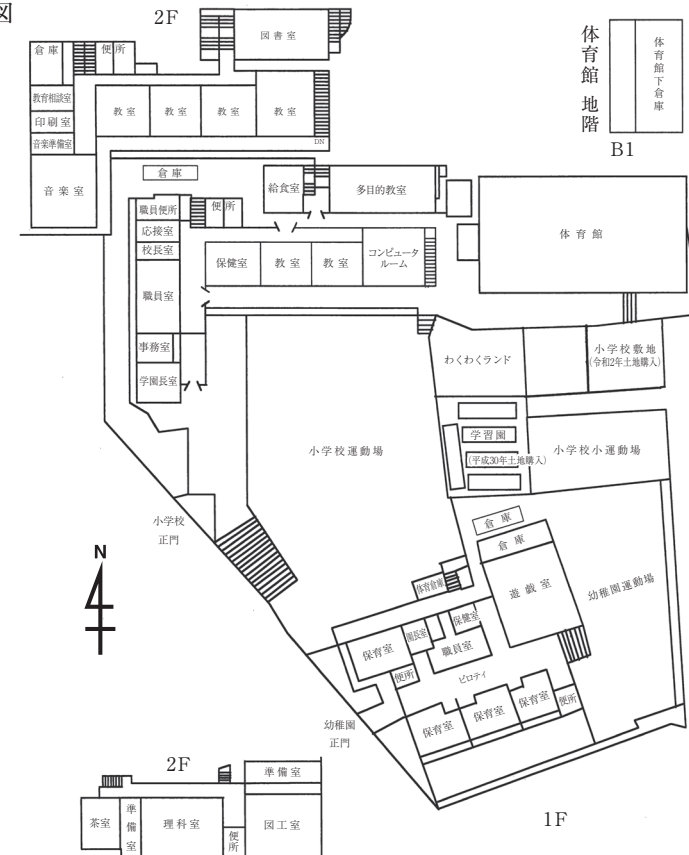 図
2F
図書室
倉庫
便所
教育相談室
印刷室
音楽準備室
音楽室
教室
教室
教室
教室
DN
体育館 地階
体育館下倉庫
B1
倉庫
給食室
多目的教室
職員便所
便所
応接室
校長室
職員室
保健室
教室
教室
コンピュータ
ルーム
体育館
事務室
学園長室
わくわくランド
小学校敷地
(令和2年土地購入)
小学校運動場
学習園
(平成30年土地購入)
小学校小運動場
小学校
正門
N
倉庫
倉庫
体育倉庫
遊戯室
幼稚園運動場
保育室
園長室
保健室
職員室
便所
ピロティ
保育室
保育室
保育室
便所
幼稚園
正門
2F
準備室
茶室
準備室
理科室
便所
図工室
1F